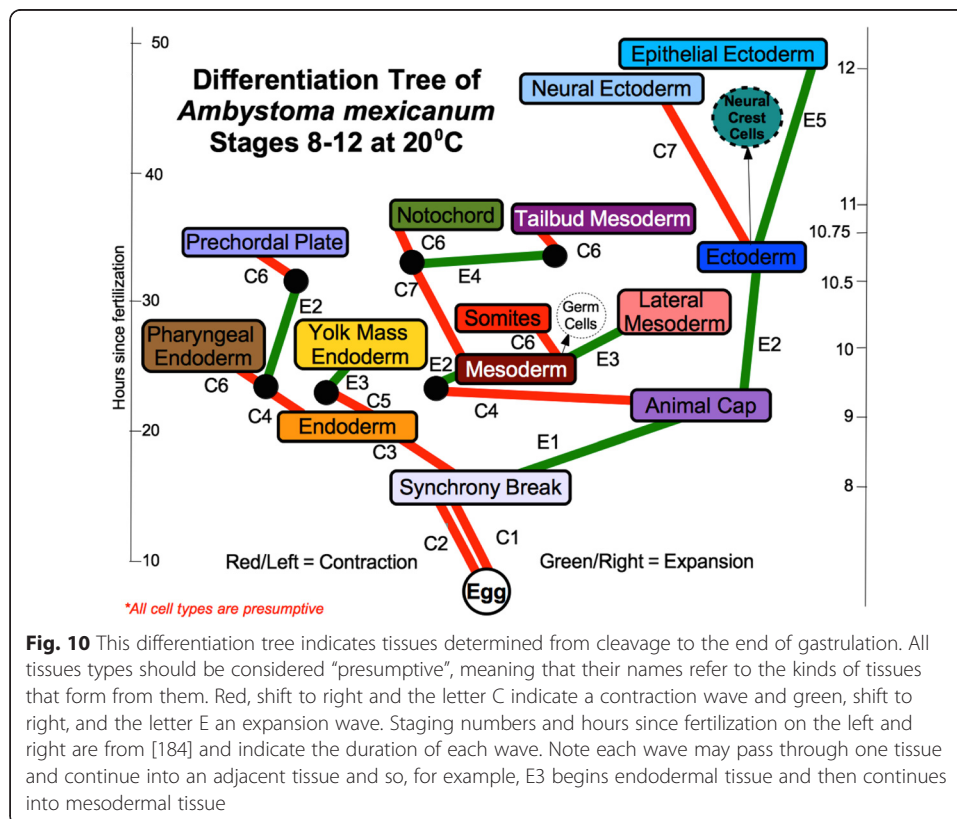 Differentiation Tree of
Ambystoma mexicanum
Stages 8-12 at 20⁰C
Hours since fertilization
50
40
30
20
10
12
11
10.75
10.5
10
9
8
Epithelial Ectoderm
Neural Ectoderm
Neural
Crest
Cells
E5
C7
Notochord
Tailbud Mesoderm
Prechordal Plate
C6
C6
Ectoderm
C6
E4
C7
E2
Pharyngeal
Endoderm
Yolk Mass
Endoderm
Somites
Germ
Cells
Lateral
Mesoderm
C6
E3
E2
E2
Mesoderm
C6
E3
C4
C5
C4
Animal Cap
Endoderm
C3
E1
Synchrony Break
C2
C1
Red/Left = Contraction
Green/Right = Expansion
Egg
*All cell types are presumptive
Fig. 10 This differentiation tree indicates tissues determined from cleavage to the end of gastrulation. All
tissues types should be considered “presumptive”, meaning that their names refer to the kinds of tissues
that form from them. Red, shift to right and the letter C indicate a contraction wave and green, shift to
right, and the letter E an expansion wave. Staging numbers and hours since fertilization on the left and
right are from [184] and indicate the duration of each wave. Note each wave may pass through one tissue
and continue into an adjacent tissue and so, for example, E3 begins endodermal tissue and then continues
into mesodermal tissue